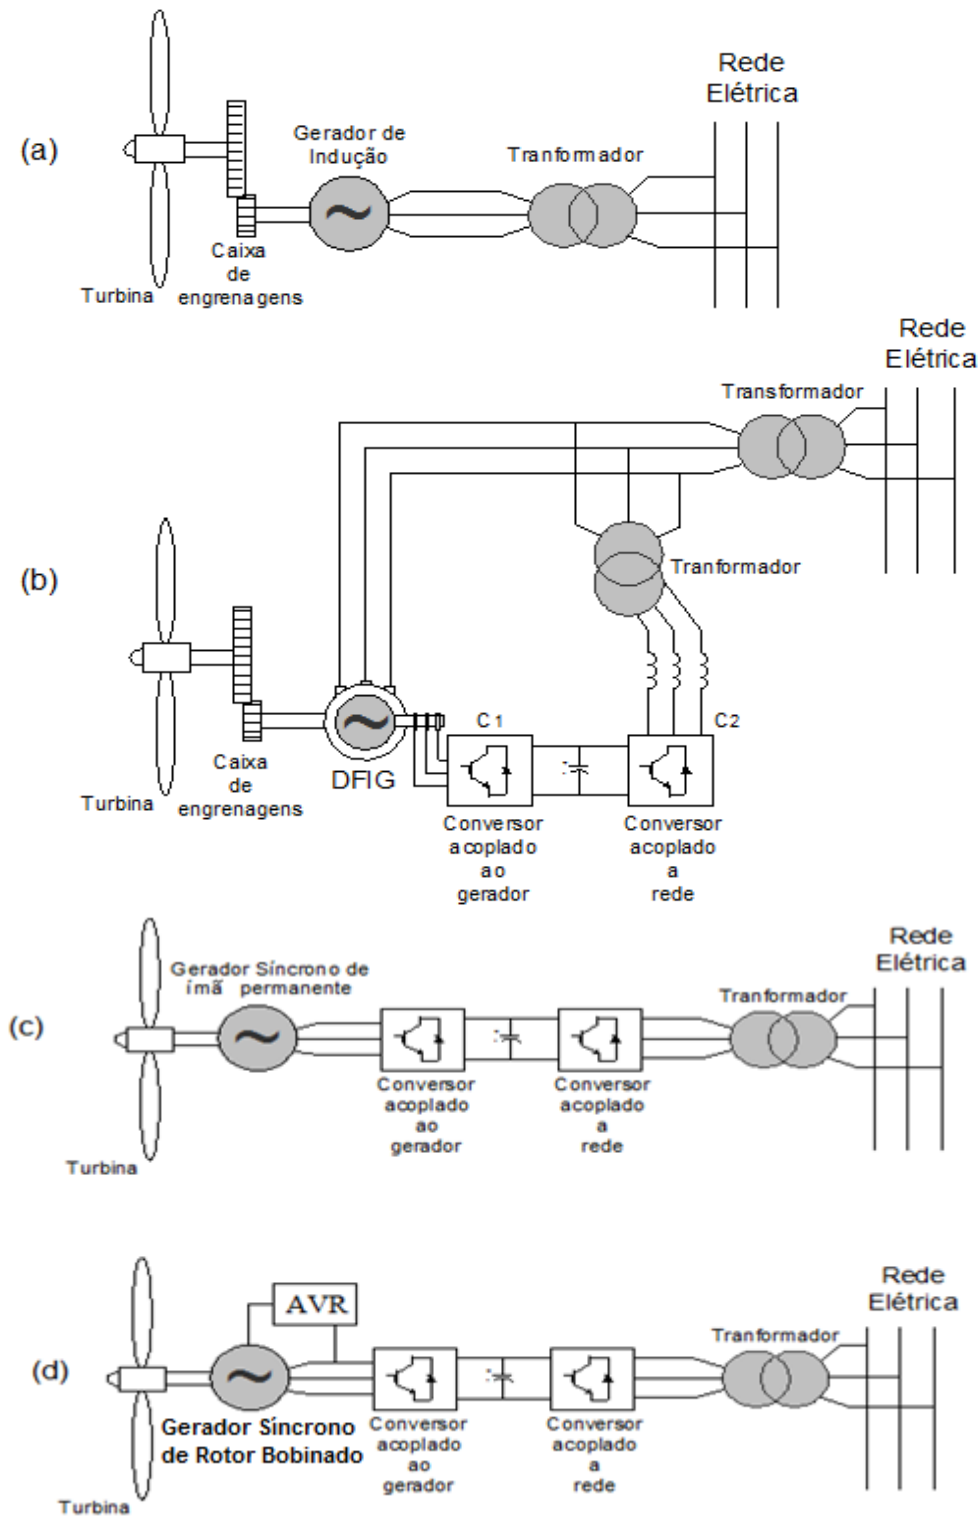 Rede
Elétrica
(a)
Gerador de
Indução
Tranformador
Caixa
de
engrenagens
Turbina
Rede
Elétrica
Transformador
(b)
Tranformador
C1
C2
DFIG
Caixa
de
engrenagens
Turbina
Conversor
acoplado
ao
gerador
Conversor
acoplado
a
rede
Rede
Elétrica
(c)
Gerador Síncrono de
ímã permanente
Tranformador
Conversor
acoplado
ao
gerador
Conversor
acoplado
a
rede
Turbina
Rede
Elétrica
(d)
AVR
Tranformador
Gerador Síncrono
de Rotor Bobinado
Conversor
acoplado
ao
gerador
Conversor
acoplado
a
rede
Turbina